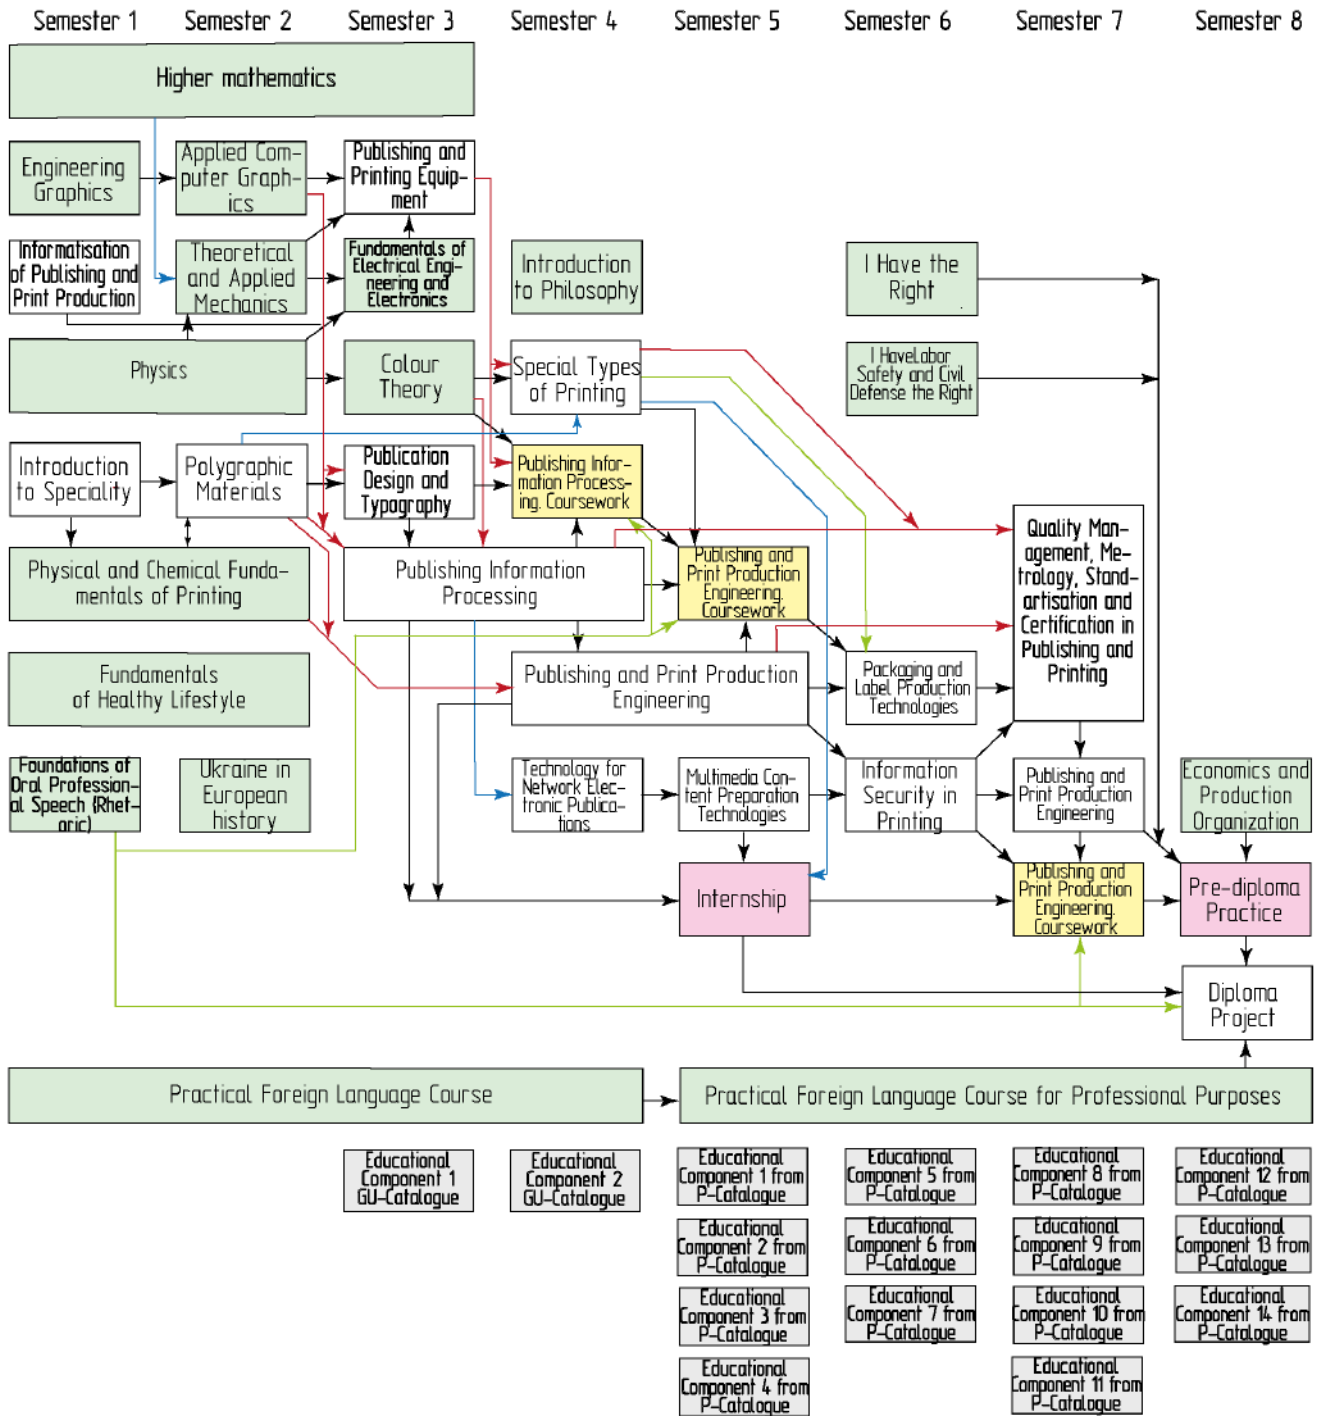 Semester 1 Semester 2 Semester 3 Semester 4 Semester 5 Semester 6 Semester 7 Semester 8
Higher mathematics
Engineering
Graphics
Applied Com-
puter Graph-
ics
Publishing and
Printing Equip-
ment
Informatisation
of Publishing and
Print Production
Theoretical
and Applied
Mechanics
Fundamentals of
Electrical Engi-
neering and
Electronics
Introduction
to Philosophy
I Have the
Right
Physics
Colour
Theory
Special Types
of Printing
I HaveLabor
Safety and Civil
Defense the Right
Introduction
to Speciality
Polygraphic
Materials
Publication
Design and
Typography
Publishing Infor-
mation Process-
ing. Coursework
Quality Man-
agement, Me-
trology, Stand-
artisation and
Certification in
Publishing and
Printing
Physical and Chemical Funda-
mentals of Printing
Publishing Information
Processing
Publishing and
Print Production
Engineering.
Coursework
Fundamentals
of Healthy Lifestyle
Publishing and Print Production
Engineering
Packaging and
Label Production
Technologies
Foundations of
Oral Profession-
al Speech (Rhet-
oric)
Ukraine in
European
history
Technology for
Network Elec-
tronic Publica-
tions
Multimedia Con-
tent Preparation
Technologies
Information
Security in
Printing
Publishing and
Print Production
Engineering
Economics and
Production
Organization
Internship
Publishing and
Print Production
Engineering.
Coursework
Pre-diploma
Practice
Diploma
Project
Practical Foreign Language Course
Practical Foreign Language Course for Professional Purposes
Educational
Component 1
GU-Catalogue
Educational
Component 2
GU-Catalogue
Educational
Component 1 from
P-Catalogue
Educational
Component 5 from
P-Catalogue
Educational
Component 8 from
P-Catalogue
Educational
Component 12 from
P-Catalogue
Educational
Component 2 from
P-Catalogue
Educational
Component 6 from
P-Catalogue
Educational
Component 9 from
P-Catalogue
Educational
Component 13 from
P-Catalogue
Educational
Component 3 from
P-Catalogue
Educational
Component 7 from
P-Catalogue
Educational
Component 10 from
P-Catalogue
Educational
Component 14 from
P-Catalogue
Educational
Component 4 from
P-Catalogue
Educational
Component 11 from
P-Catalogue